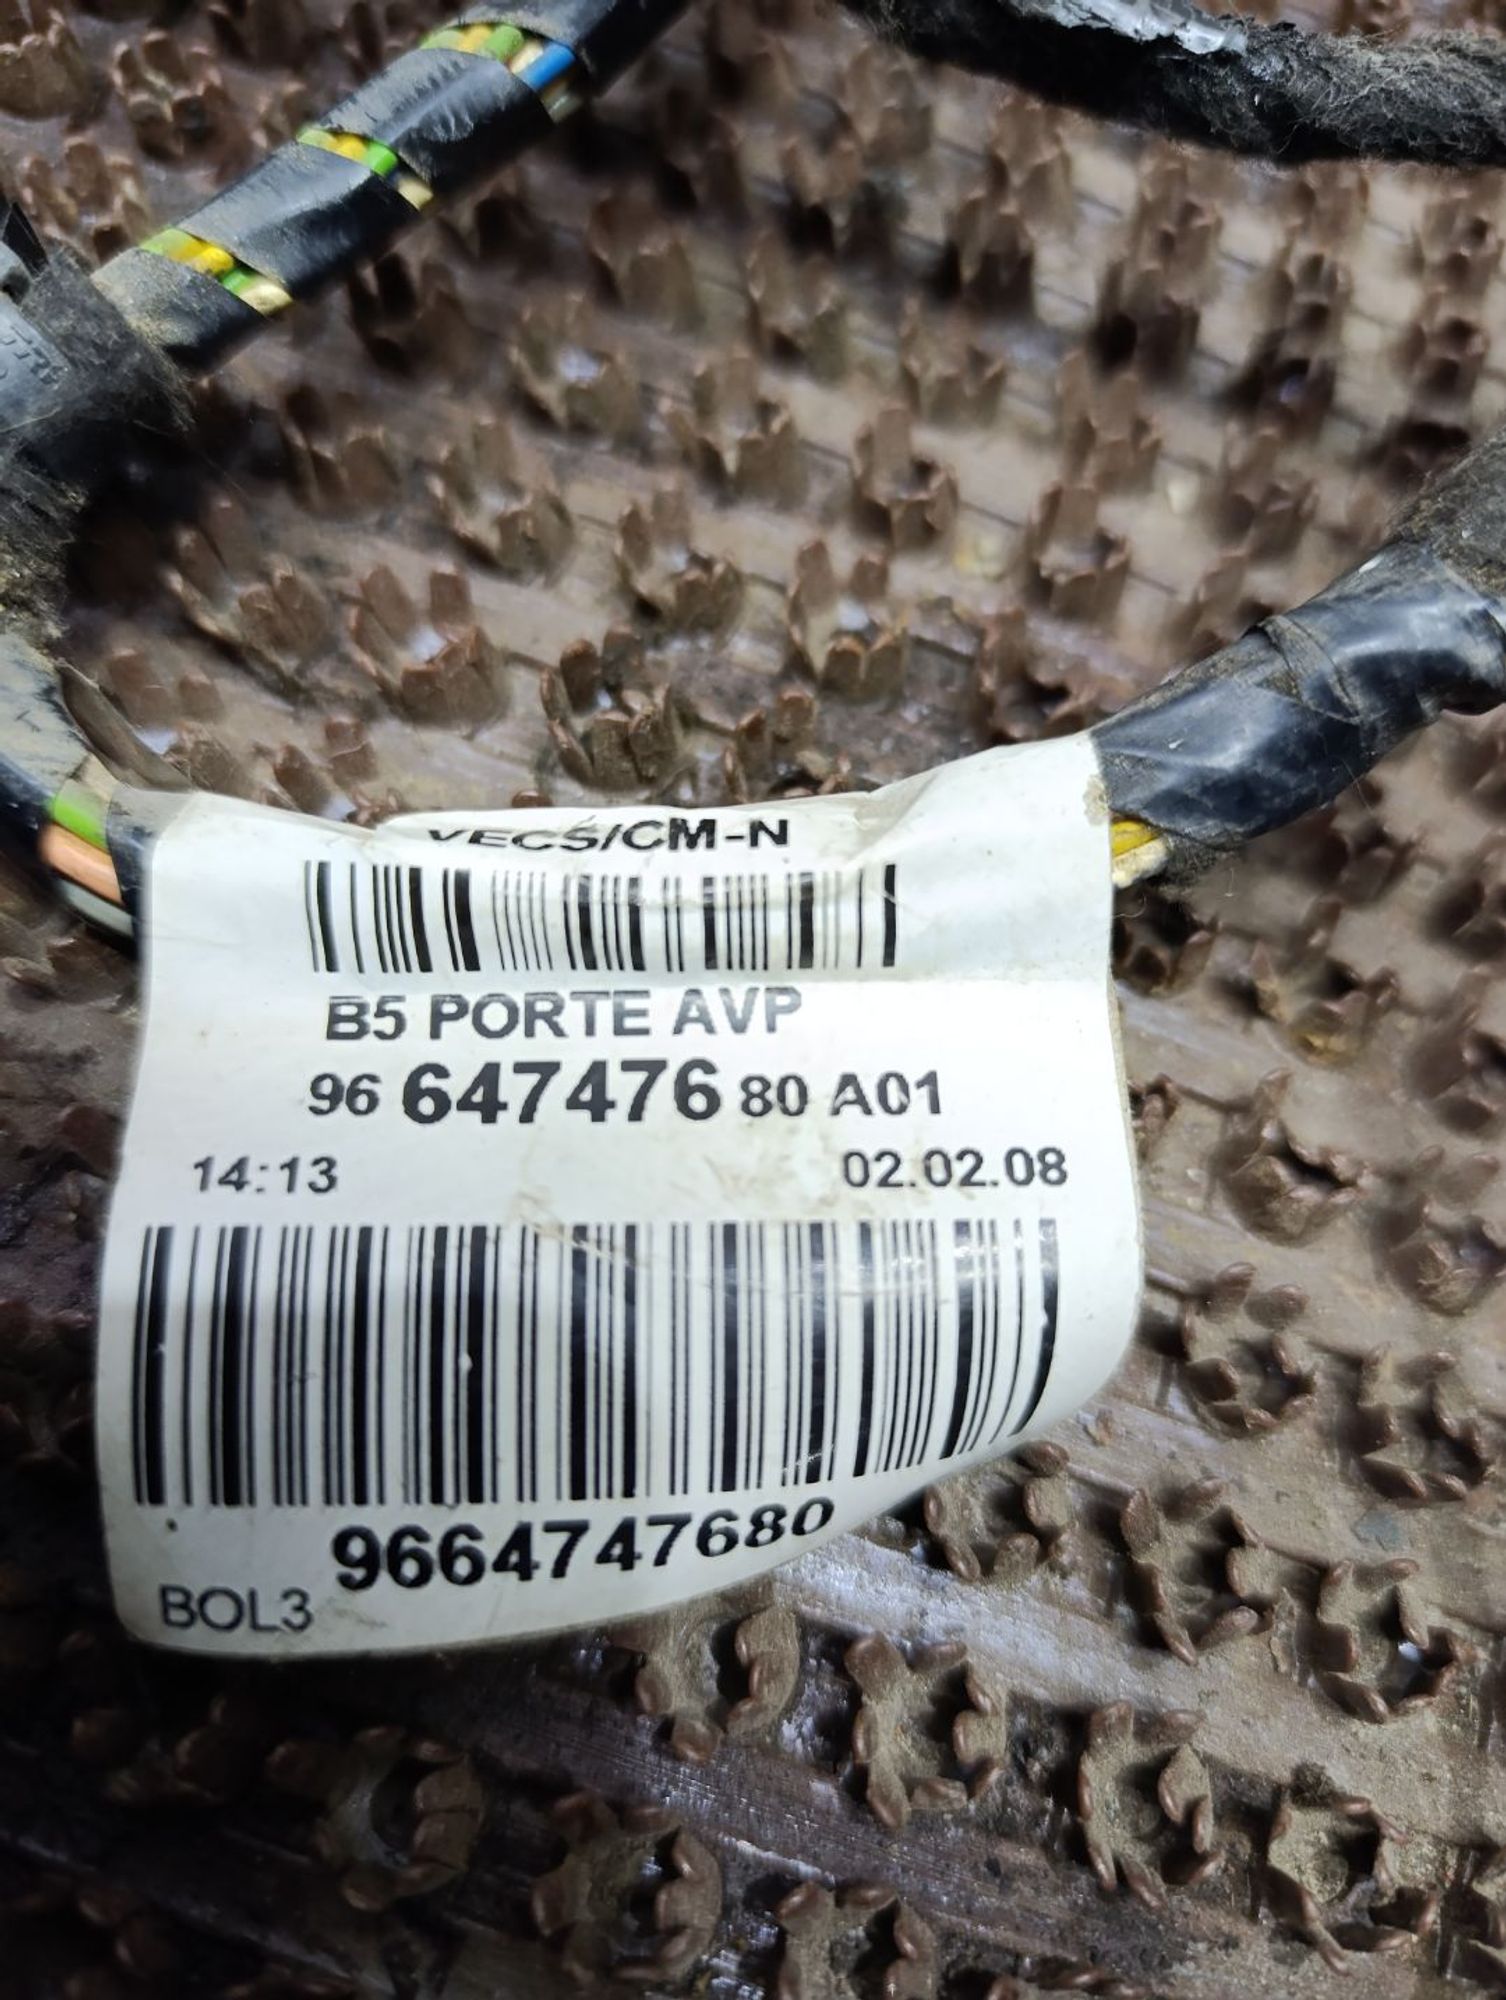 VECS/CM-N
B5 PORTE AVP
96 647476 80 A01
14:13 02.02.08
9664747680
BOL3